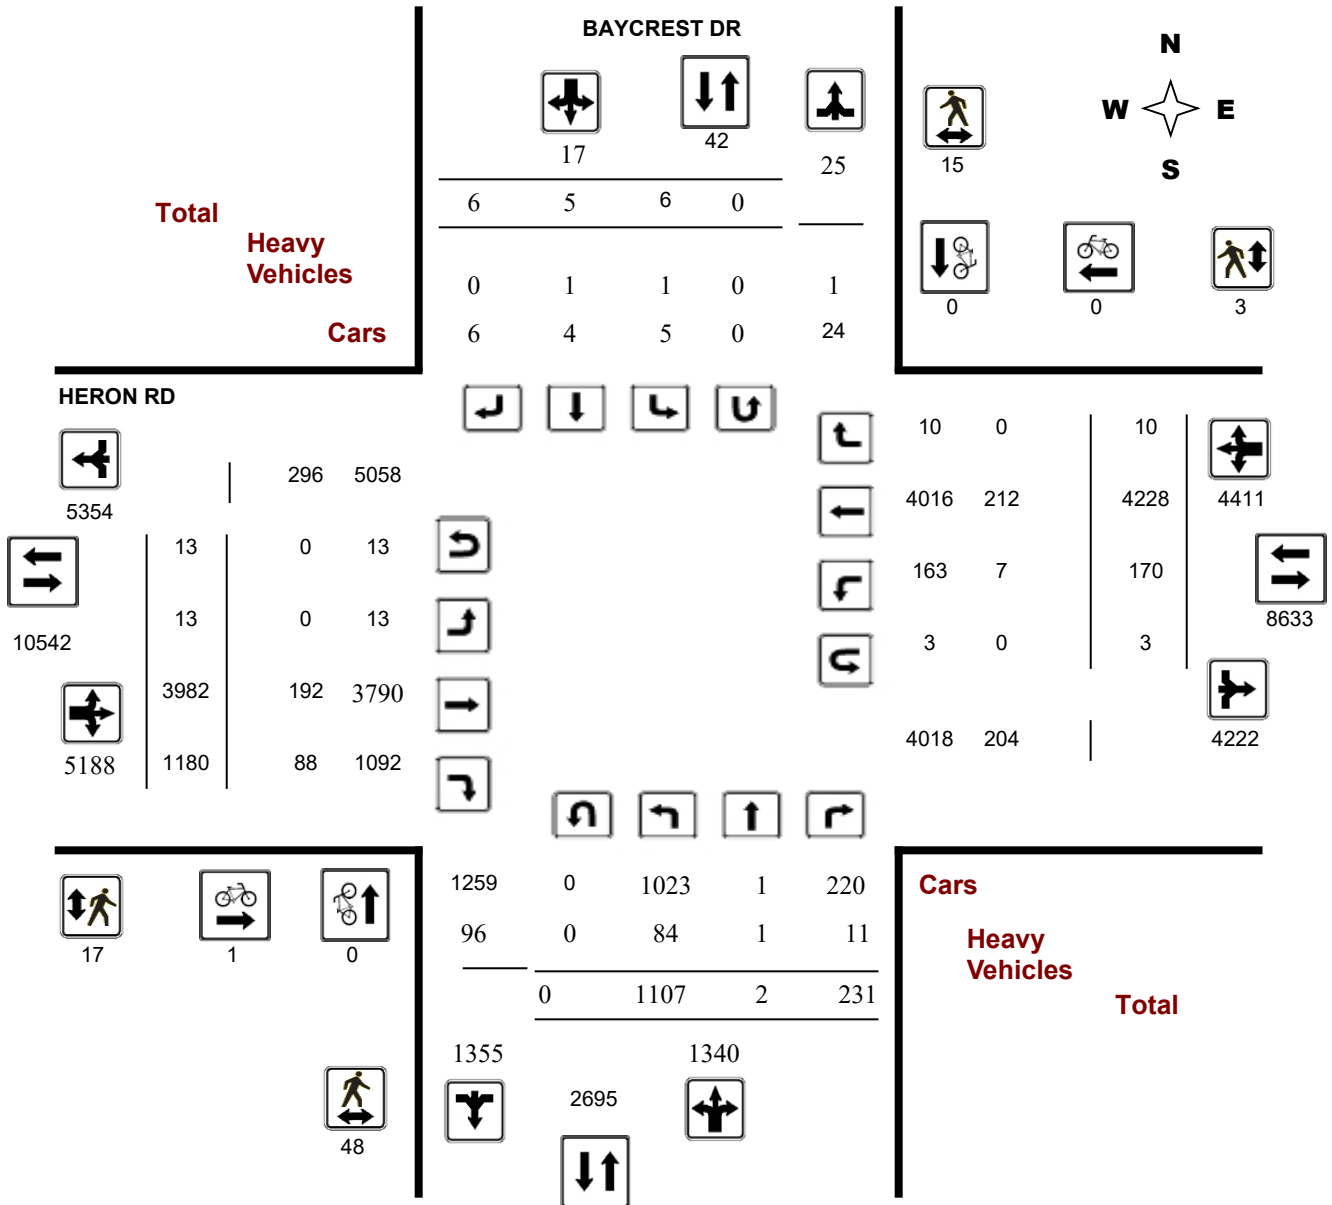 BAYCREST DR
N
W E
S
17
42
25
15
6 5 6 0
Total
Heavy
Vehicles
0 1 1 0 1
Cars
6 4 5 0 24
0 0 3
HERON RD
10 0 10
296 5058
4016 212 4228 4411
5354
13 0 13
163 7 170
8633
13 0 13
3 0 3
10542
3982 192 3790
4018 204 4222
5188 1180 88 1092
1259 0 1023 1 220
Cars
96 0 84 1 11
Heavy
Vehicles
17 1 0
0 1107 2 231
Total
1355 1340
2695
48